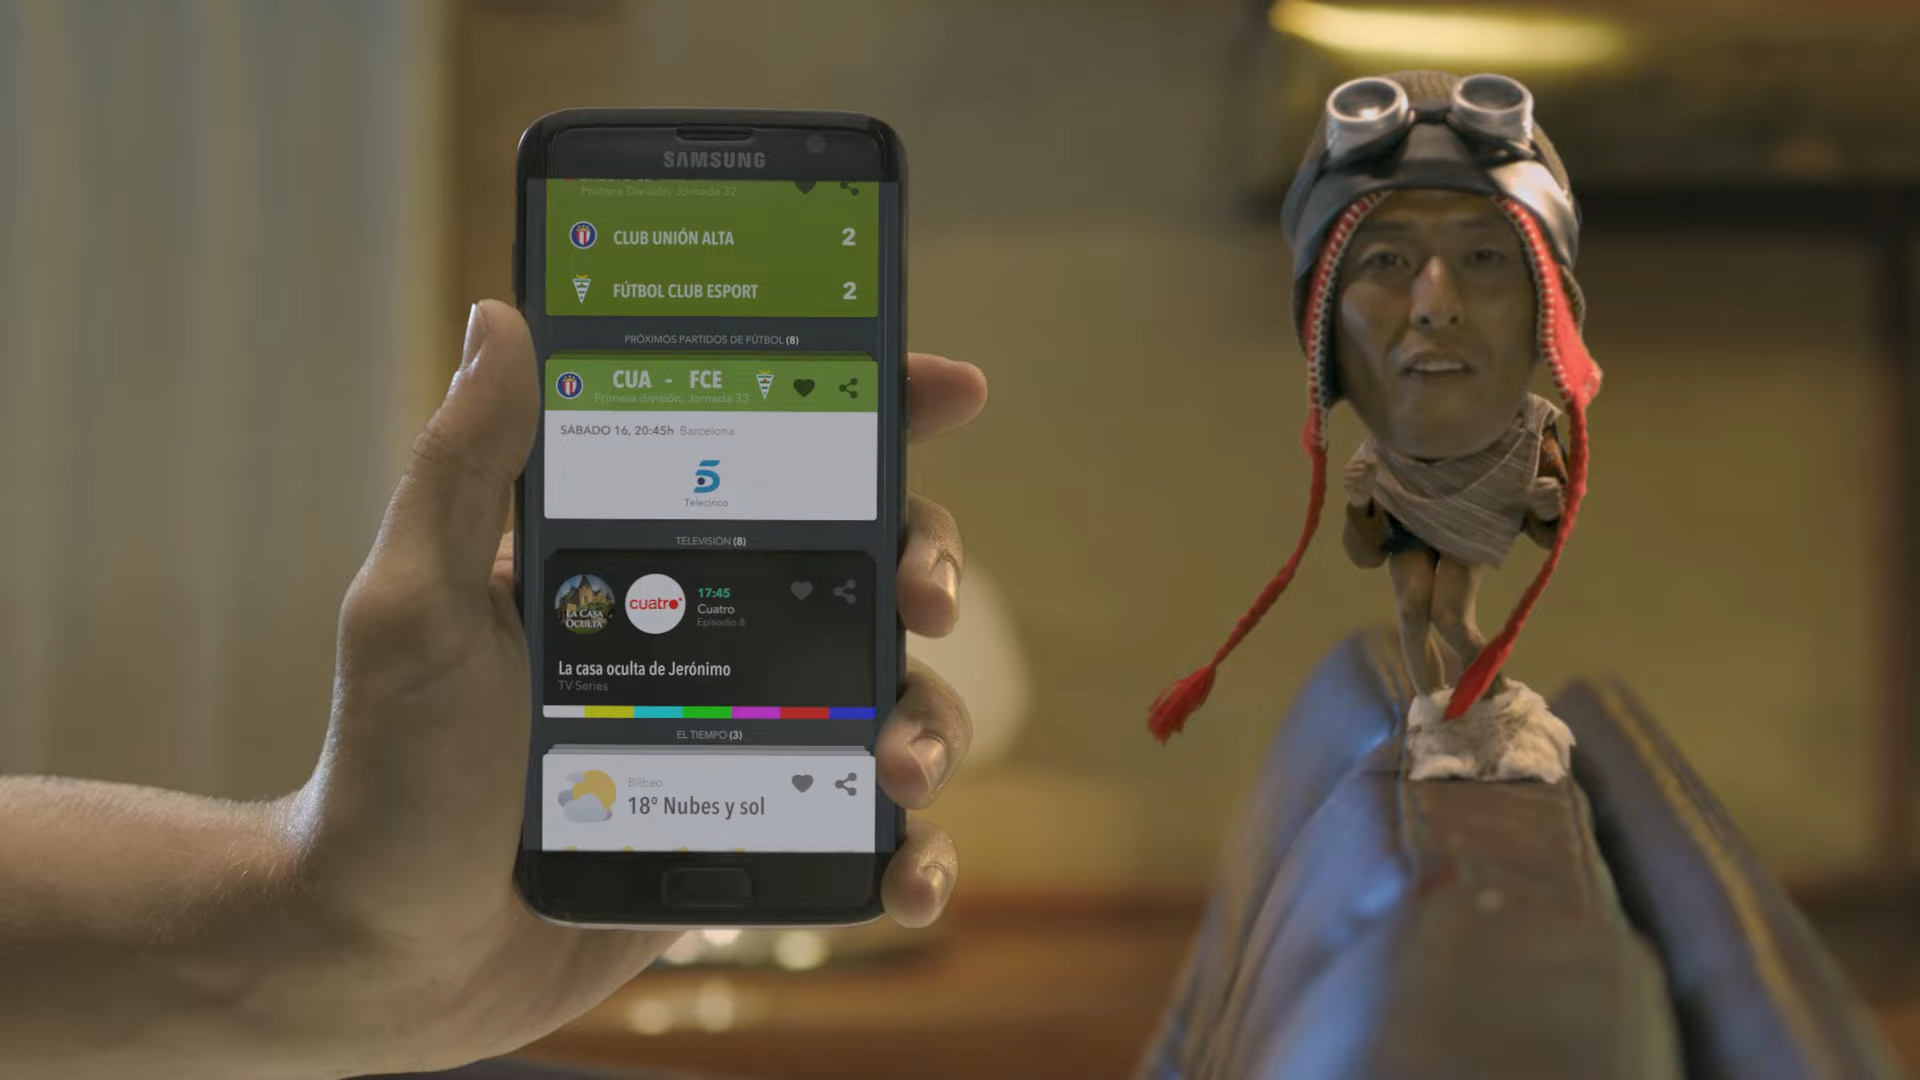 SAMSUNG
Primera División, Jornada 32
CLUB UNIÓN ALTA 2
FÚTBOL CLUB ESPORT 2
PRÓXIMOS PARTIDOS DE FÚTBOL (8)
CUA - FCE
Primera división, Jornada 33
SÁBADO 16, 20:45h Barcelona
5
Telecinco
TELEVISIÓN (8)
LA CASA
OCULTA
cuatro
17:45
Cuatro
Episodio 8
La casa oculta de Jerónimo
TV Series
EL TIEMPO (3)
Bilbao
18º Nubes y sol